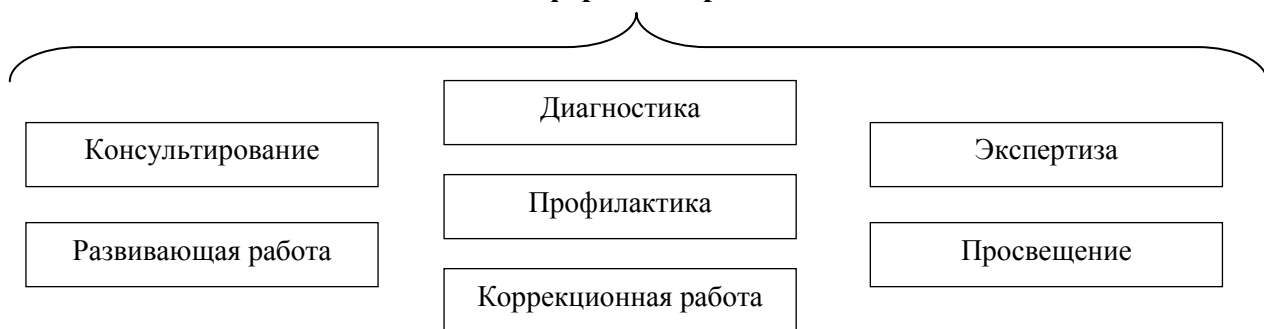 Диагностика
Консультирование
Экспертиза
Профилактика
Развивающая работа
Просвещение
Коррекционная работа